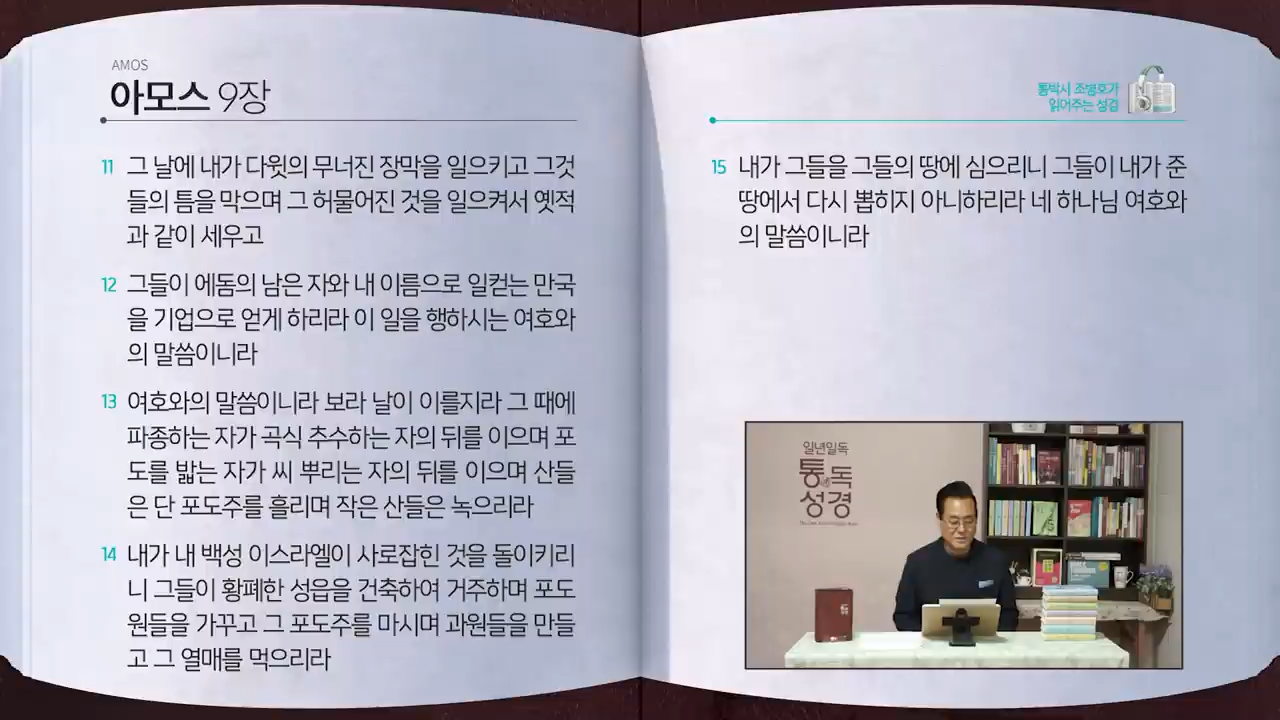 AMOS
아모스 9장
11 그 날에 내가 다윗의 무너진 장막을 일으키고 그것
들의 틈을 막으며 그 허물어진 것을 일으켜서 옛적
과 같이 세우고
12 그들이 에돔의 남은 자와 내 이름으로 일컫는 만국
을 기업으로 얻게 하리라 이 일을 행하시는 여호와
의 말씀이니라
13 여호와의 말씀이니라 보라 날이 이를지라 그 때에
파종하는 자가 곡식 추수하는 자의 뒤를 이으며 포
도를 밟는 자가 씨 뿌리는 자의 뒤를 이으며 산들
은 단 포도주를 흘리며 작은 산들은 녹으리라
14 내가 내 백성 이스라엘이 사로잡힌 것을 돌이키리
니 그들이 황폐한 성읍을 건축하여 거주하며 포도
원들을 가꾸고 그 포도주를 마시며 과원들을 만들
고 그 열매를 먹으리라
통박사 조병호가
읽어주는 성경
15 내가 그들을 그들의 땅에 심으리니 그들이 내가 준
땅에서 다시 뽑히지 아니하리라 네 하나님 여호와
의 말씀이니라
일년일독
통독
성경